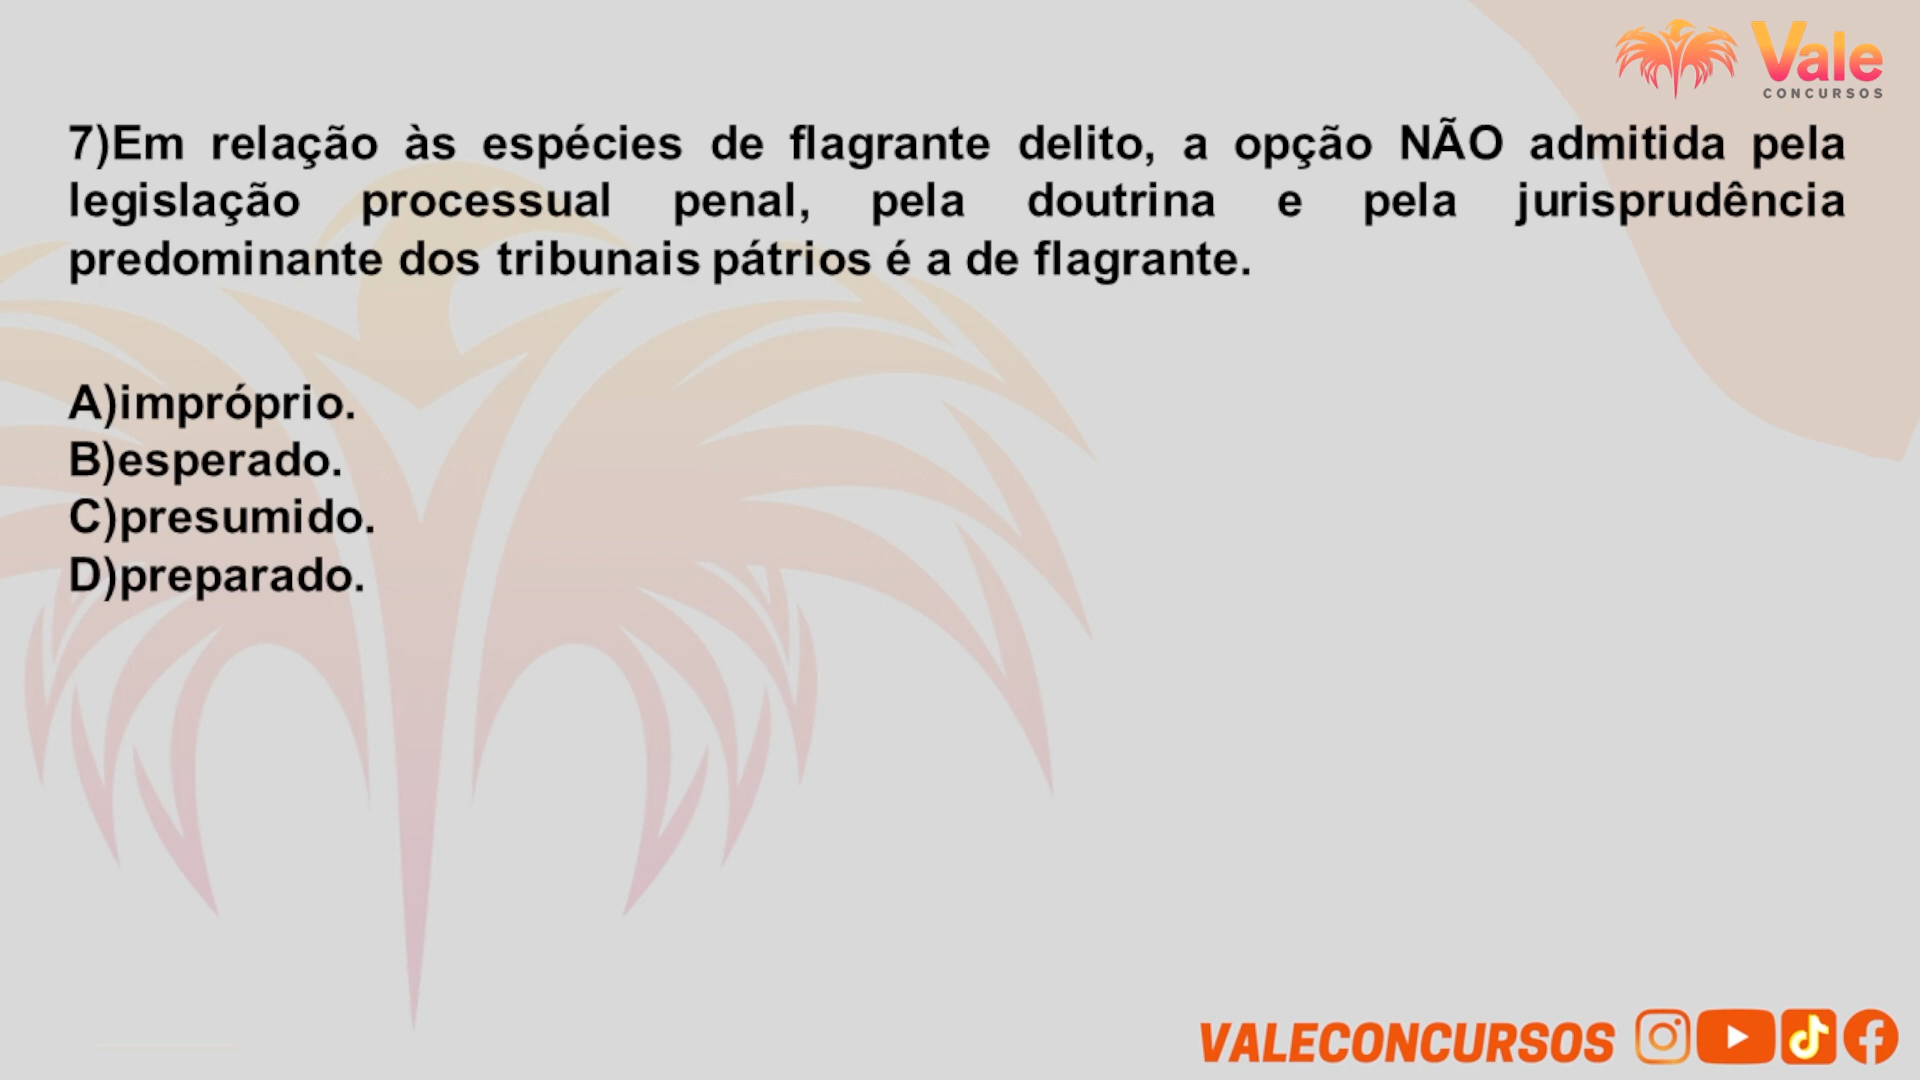 Vale
CONCURSOS
7)Em relação às espécies de flagrante delito, a opção NÃO admitida pela
legislação processual penal, pela doutrina e pela jurisprudência
predominante dos tribunais pátrios é a de flagrante.
A)impróprio.
B)esperado.
C)presumido.
D)preparado.
VALECONCURSOS